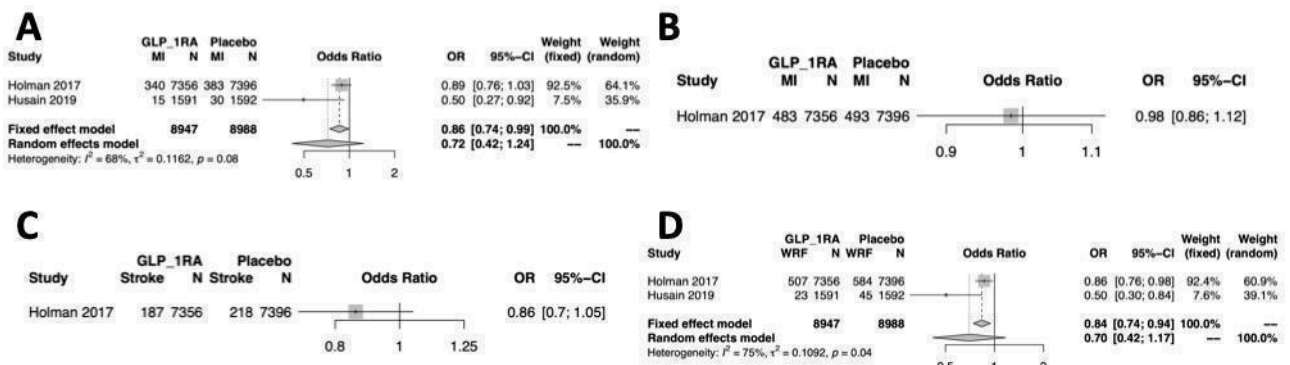 A
GLP_1RA Placebo Weight Weight
Study MI N MI N Odds Ratio OR 95%−CI (fixed) (random)
Holman 2017 340 7356 383 7396 0.89 [0.76; 1.03] 92.5% 64.1%
Husain 2019 15 1591 30 1592 0.50 [0.27; 0.92] 7.5% 35.9%
Fixed effect model 8947 8988 0.86 [0.74; 0.99] 100.0% −−
Random effects model 0.72 [0.42; 1.24] −− 100.0%
Heterogeneity: I² = 68%, τ² = 0.1162, p = 0.08
0.5 1 2
B
GLP_1RA Placebo
Study MI N MI N Odds Ratio OR 95%−CI
Holman 2017 483 7356 493 7396 0.98 [0.86; 1.12]
0.9 1 1.1
C
GLP_1RA Placebo
Study Stroke N Stroke N Odds Ratio OR 95%−CI
Holman 2017 187 7356 218 7396 0.86 [0.7; 1.05]
0.8 1 1.25
D
GLP_1RA Placebo Weight Weight
Study WRF N WRF N Odds Ratio OR 95%−CI (fixed) (random)
Holman 2017 507 7356 584 7396 0.86 [0.76; 0.98] 92.4% 60.9%
Husain 2019 23 1591 45 1592 0.50 [0.30; 0.84] 7.6% 39.1%
Fixed effect model 8947 8988 0.84 [0.74; 0.94] 100.0% −−
Random effects model 0.70 [0.42; 1.17] −− 100.0%
Heterogeneity: I² = 75%, τ² = 0.1092, p = 0.04
0.5 1 2